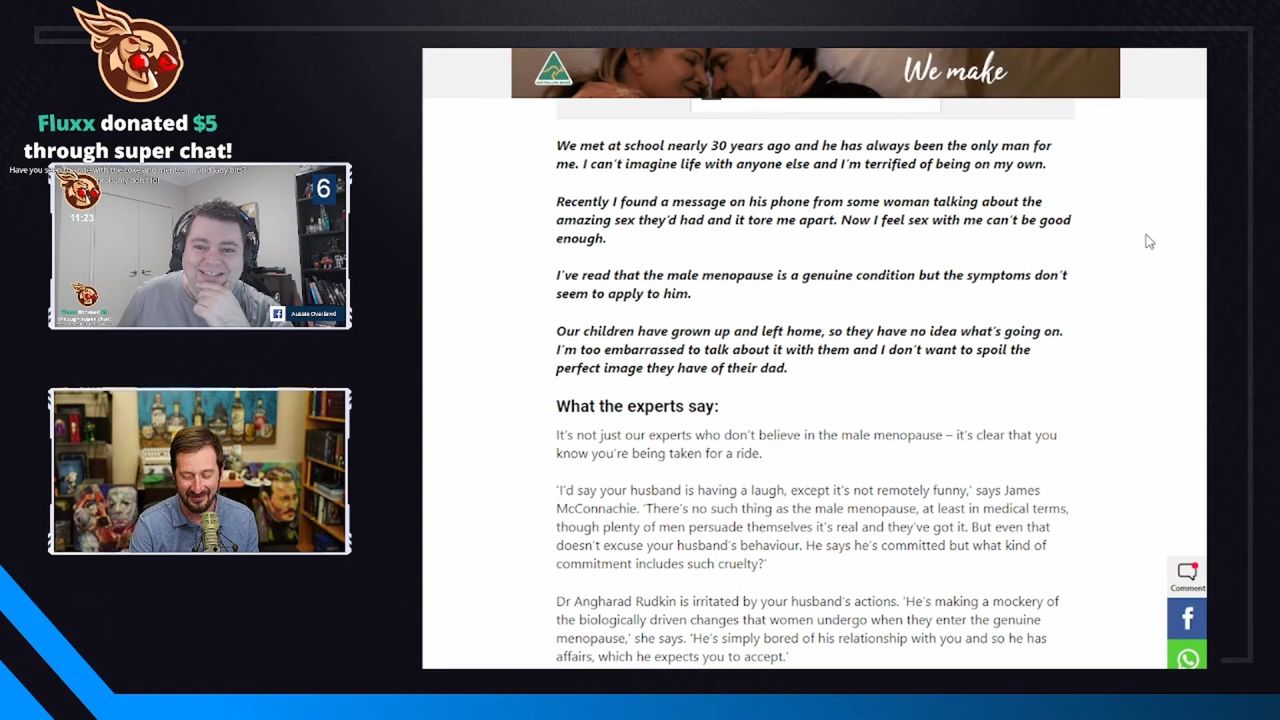 Fluxx donated $5
through super chat!
6
11:23
Fluxx donated $5
through super chat!
Aussie Overlawd
We make
We met at school nearly 30 years ago and he has always been the only man for
me. I can't imagine life with anyone else and I'm terrified of being on my own.
Recently I found a message on his phone from some woman talking about the
amazing sex they'd had and it tore me apart. Now I feel sex with me can't be good
enough.
I've read that the male menopause is a genuine condition but the symptoms don't
seem to apply to him.
Our children have grown up and left home, so they have no idea what's going on.
I'm too embarrassed to talk about it with them and I don't want to spoil the
perfect image they have of their dad.
What the experts say:
It's not just our experts who don't believe in the male menopause – it's clear that you
know you're being taken for a ride.
'I'd say your husband is having a laugh, except it's not remotely funny,' says James
McConnachie. 'There's no such thing as the male menopause, at least in medical terms,
though plenty of men persuade themselves it's real and they've got it. But even that
doesn't excuse your husband's behaviour. He says he's committed but what kind of
commitment includes such cruelty?'
Dr Angharad Rudkin is irritated by your husband's actions. 'He's making a mockery of
the biologically driven changes that women undergo when they enter the genuine
menopause,' she says. 'He's simply bored of his relationship with you and so he has
affairs, which he expects you to accept.'
Comment